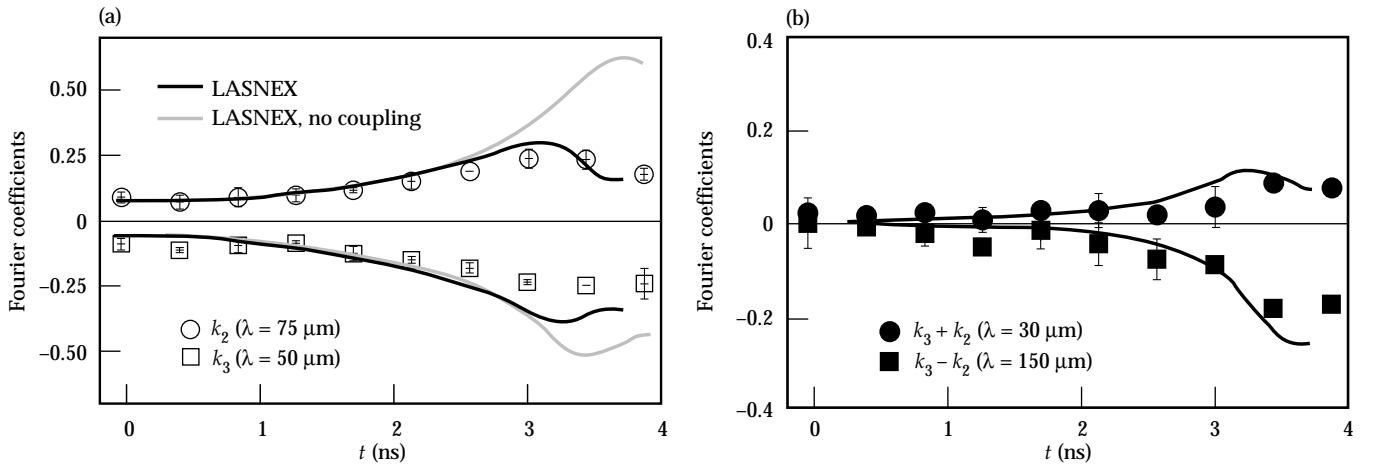 (a)
Fourier coefficients
0.50
0.25
0
−0.25
−0.50
LASNEX
LASNEX, no coupling
k2 (λ = 75 µm)
k3 (λ = 50 µm)
0 1 2 3 4
t (ns)
(b)
Fourier coefficients
0.4
0.2
0
−0.2
−0.4
k3 + k2 (λ = 30 µm)
k3 − k2 (λ = 150 µm)
0 1 2 3 4
t (ns)